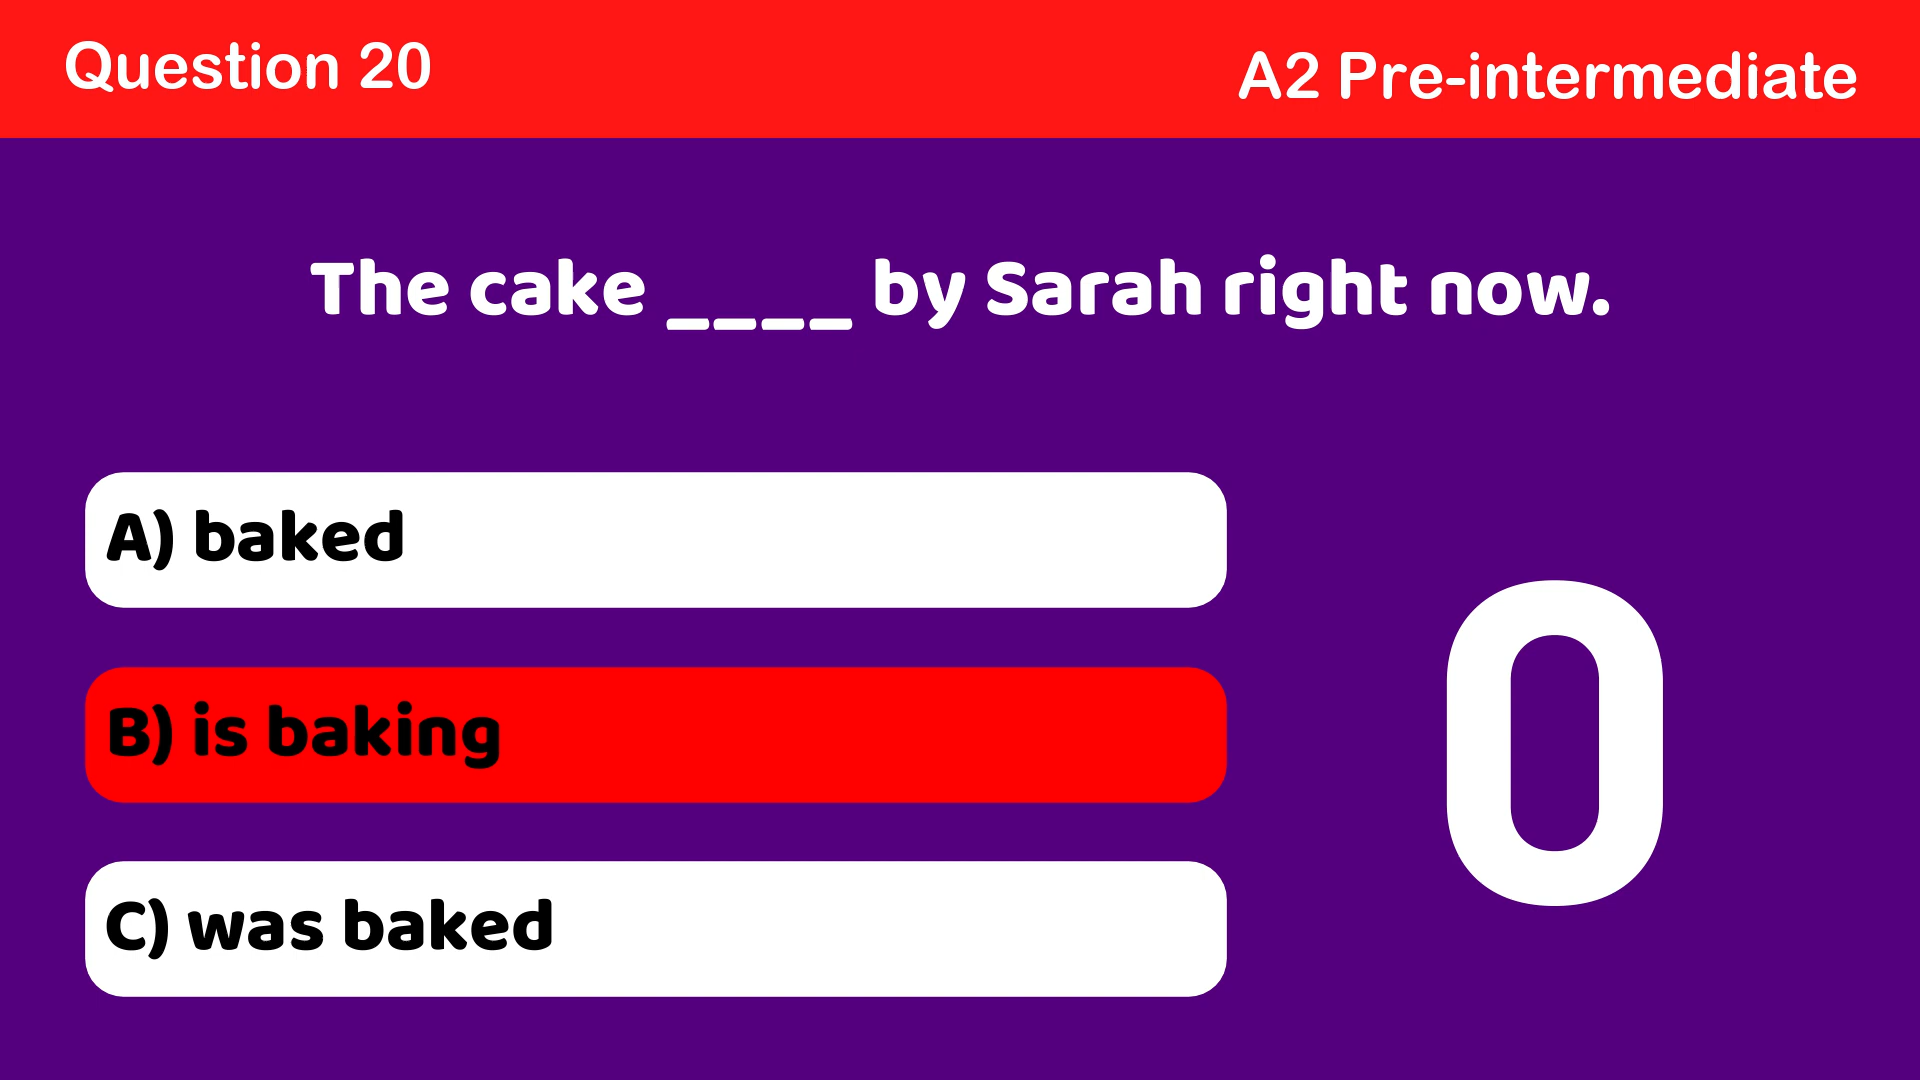 Question 20
A2 Pre-intermediate
The cake ____ by Sarah right now.
A) baked
B) is baking
C) was baked
0